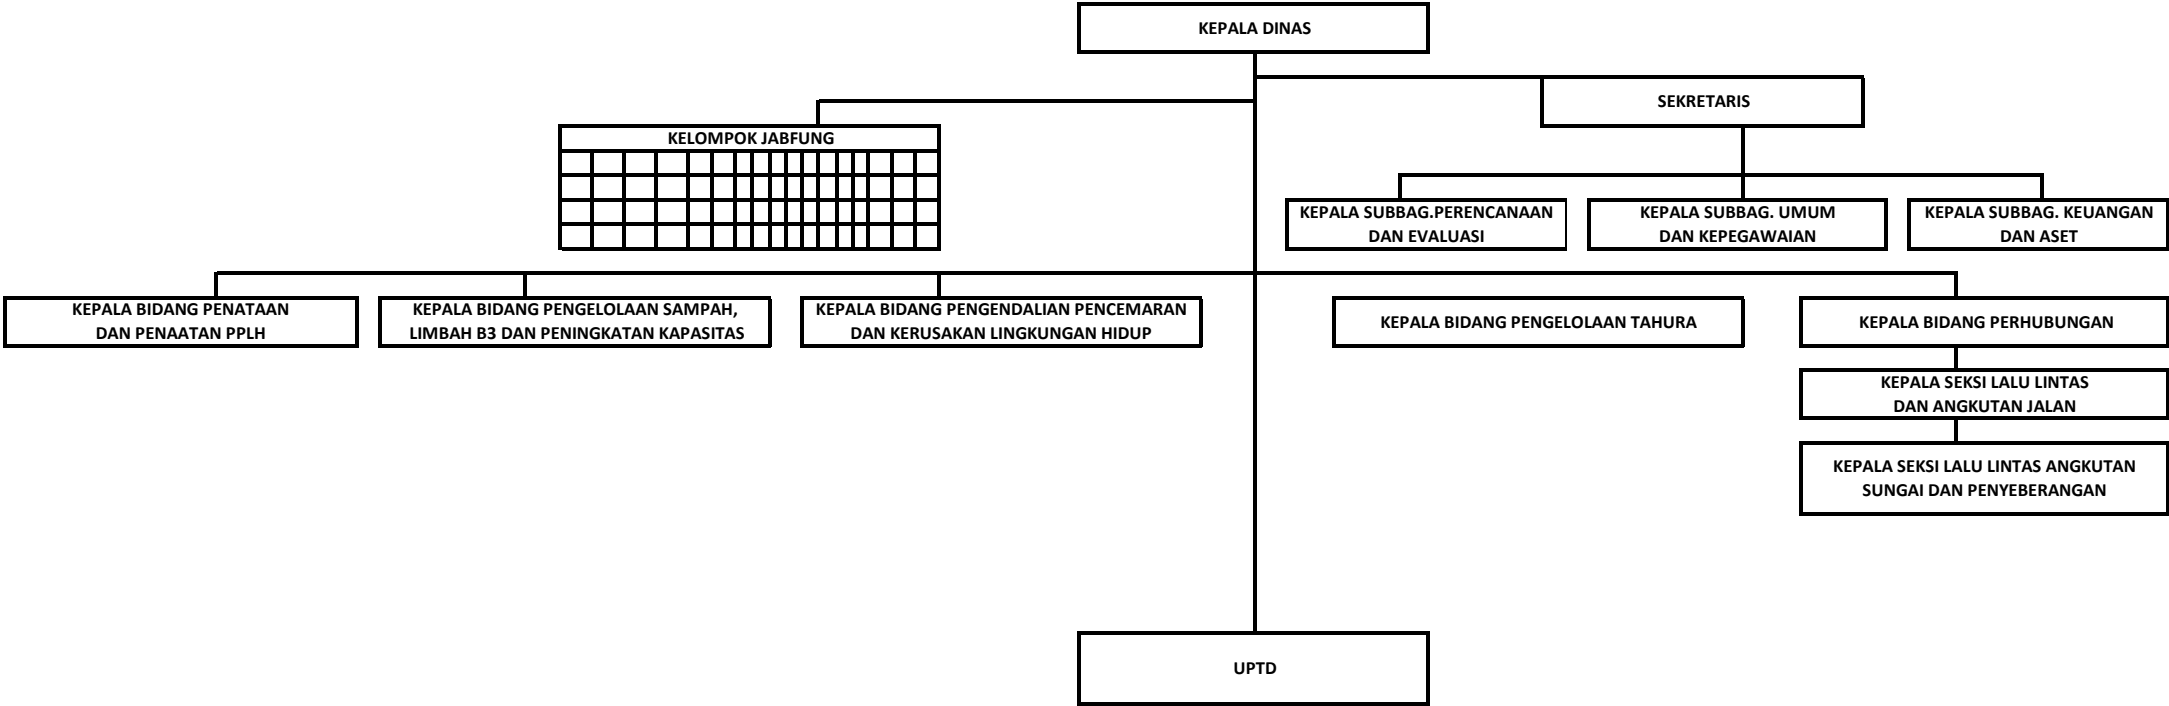 KEPALA DINAS
SEKRETARIS
KELOMPOK JABFUNG
KEPALA SUBBAG.PERENCANAAN
DAN EVALUASI
KEPALA SUBBAG. UMUM
DAN KEPEGAWAIAN
KEPALA SUBBAG. KEUANGAN
DAN ASET
KEPALA BIDANG PENATAAN
DAN PENAATAN PPLH
KEPALA BIDANG PENGELOLAAN SAMPAH,
LIMBAH B3 DAN PENINGKATAN KAPASITAS
KEPALA BIDANG PENGENDALIAN PENCEMARAN
DAN KERUSAKAN LINGKUNGAN HIDUP
KEPALA BIDANG PENGELOLAAN TAHURA
KEPALA BIDANG PERHUBUNGAN
KEPALA SEKSI LALU LINTAS
DAN ANGKUTAN JALAN
KEPALA SEKSI LALU LINTAS ANGKUTAN
SUNGAI DAN PENYEBERANGAN
UPTD